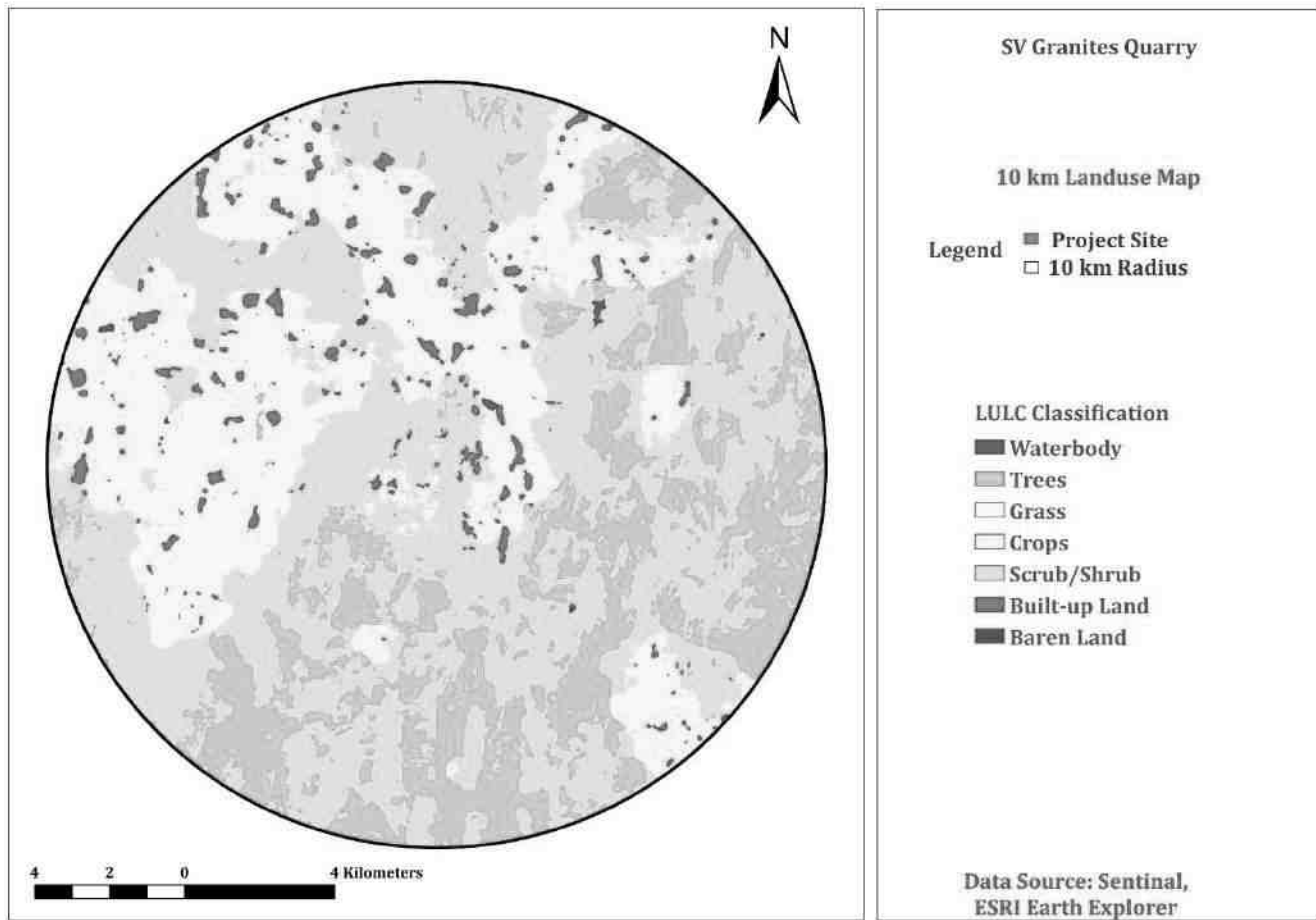 N
4 2 0 4 Kilometers
SV Granites Quarry
10 km Landuse Map
Legend
Project Site
10 km Radius
LULC Classification
Waterbody
Trees
Grass
Crops
Scrub/Shrub
Built-up Land
Baren Land
Data Source: Sentinal,
ESRI Earth Explorer